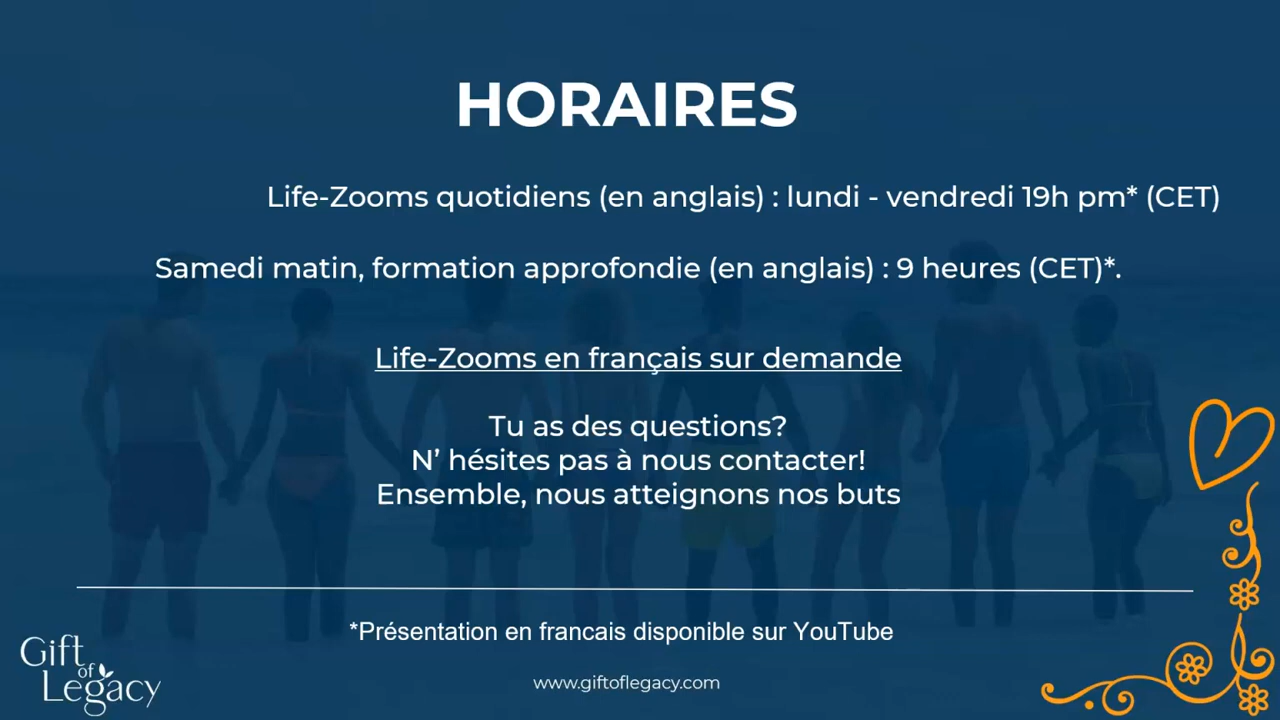 HORAIRES
Life-Zooms quotidiens (en anglais) : lundi - vendredi 19h pm* (CET)
Samedi matin, formation approfondie (en anglais) : 9 heures (CET)*.
Life-Zooms en français sur demande
Tu as des questions?
N’ hésites pas à nous contacter!
Ensemble, nous atteignons nos buts
*Présentation en francais disponible sur YouTube
Gift
of
Legacy
www.giftoflegacy.com